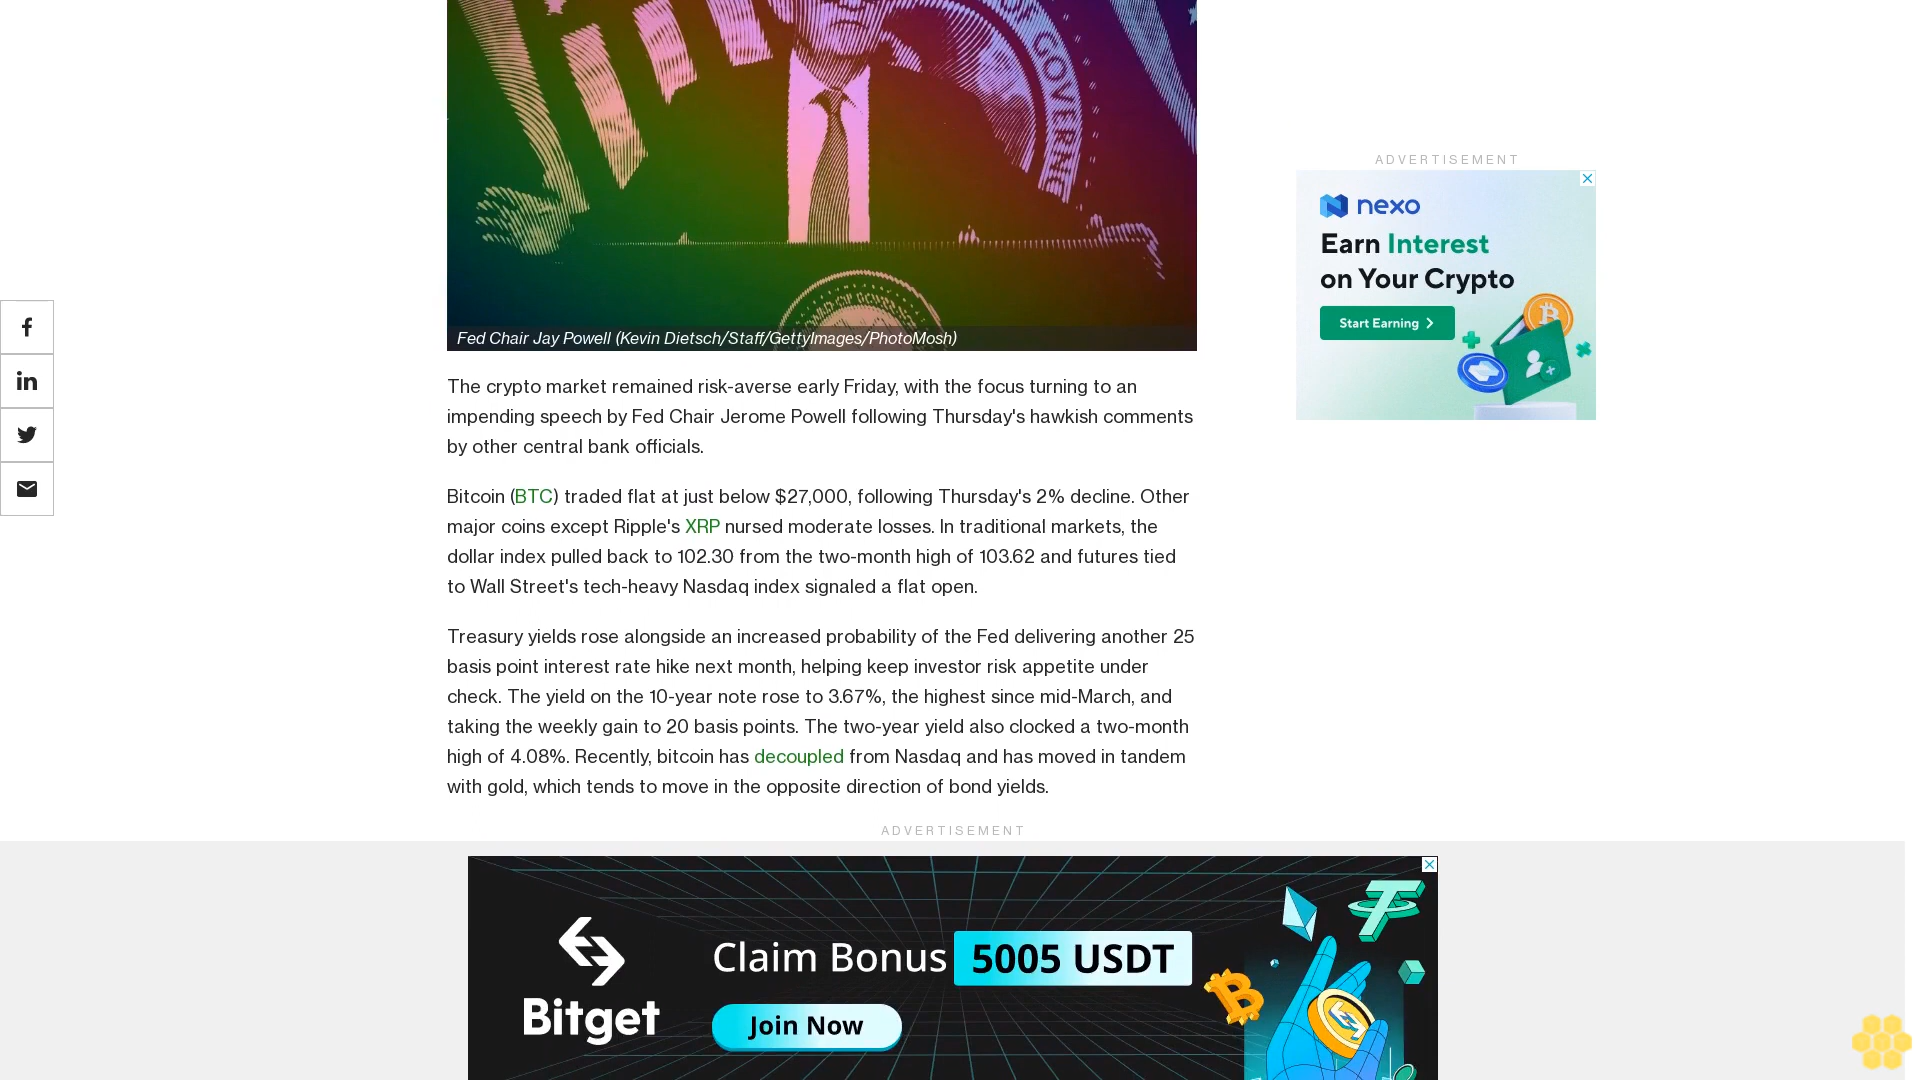 GOVERNO
Fed Chair Jay Powell (Kevin Dietsch/Staff/GettyImages/PhotoMosh)
The crypto market remained risk-averse early Friday, with the focus turning to an
impending speech by Fed Chair Jerome Powell following Thursday's hawkish comments
by other central bank officials.
Bitcoin (BTC) traded flat at just below $27,000, following Thursday's 2% decline. Other
major coins except Ripple's XRP nursed moderate losses. In traditional markets, the
dollar index pulled back to 102.30 from the two-month high of 103.62 and futures tied
to Wall Street's tech-heavy Nasdaq index signaled a flat open.
Treasury yields rose alongside an increased probability of the Fed delivering another 25
basis point interest rate hike next month, helping keep investor risk appetite under
check. The yield on the 10-year note rose to 3.67%, the highest since mid-March, and
taking the weekly gain to 20 basis points. The two-year yield also clocked a two-month
high of 4.08%. Recently, bitcoin has decoupled from Nasdaq and has moved in tandem
with gold, which tends to move in the opposite direction of bond yields.
ADVERTISEMENT
nexo
Earn Interest
on Your Crypto
Start Earning
ADVERTISEMENT
Bitget
Claim Bonus 5005 USDT
Join Now